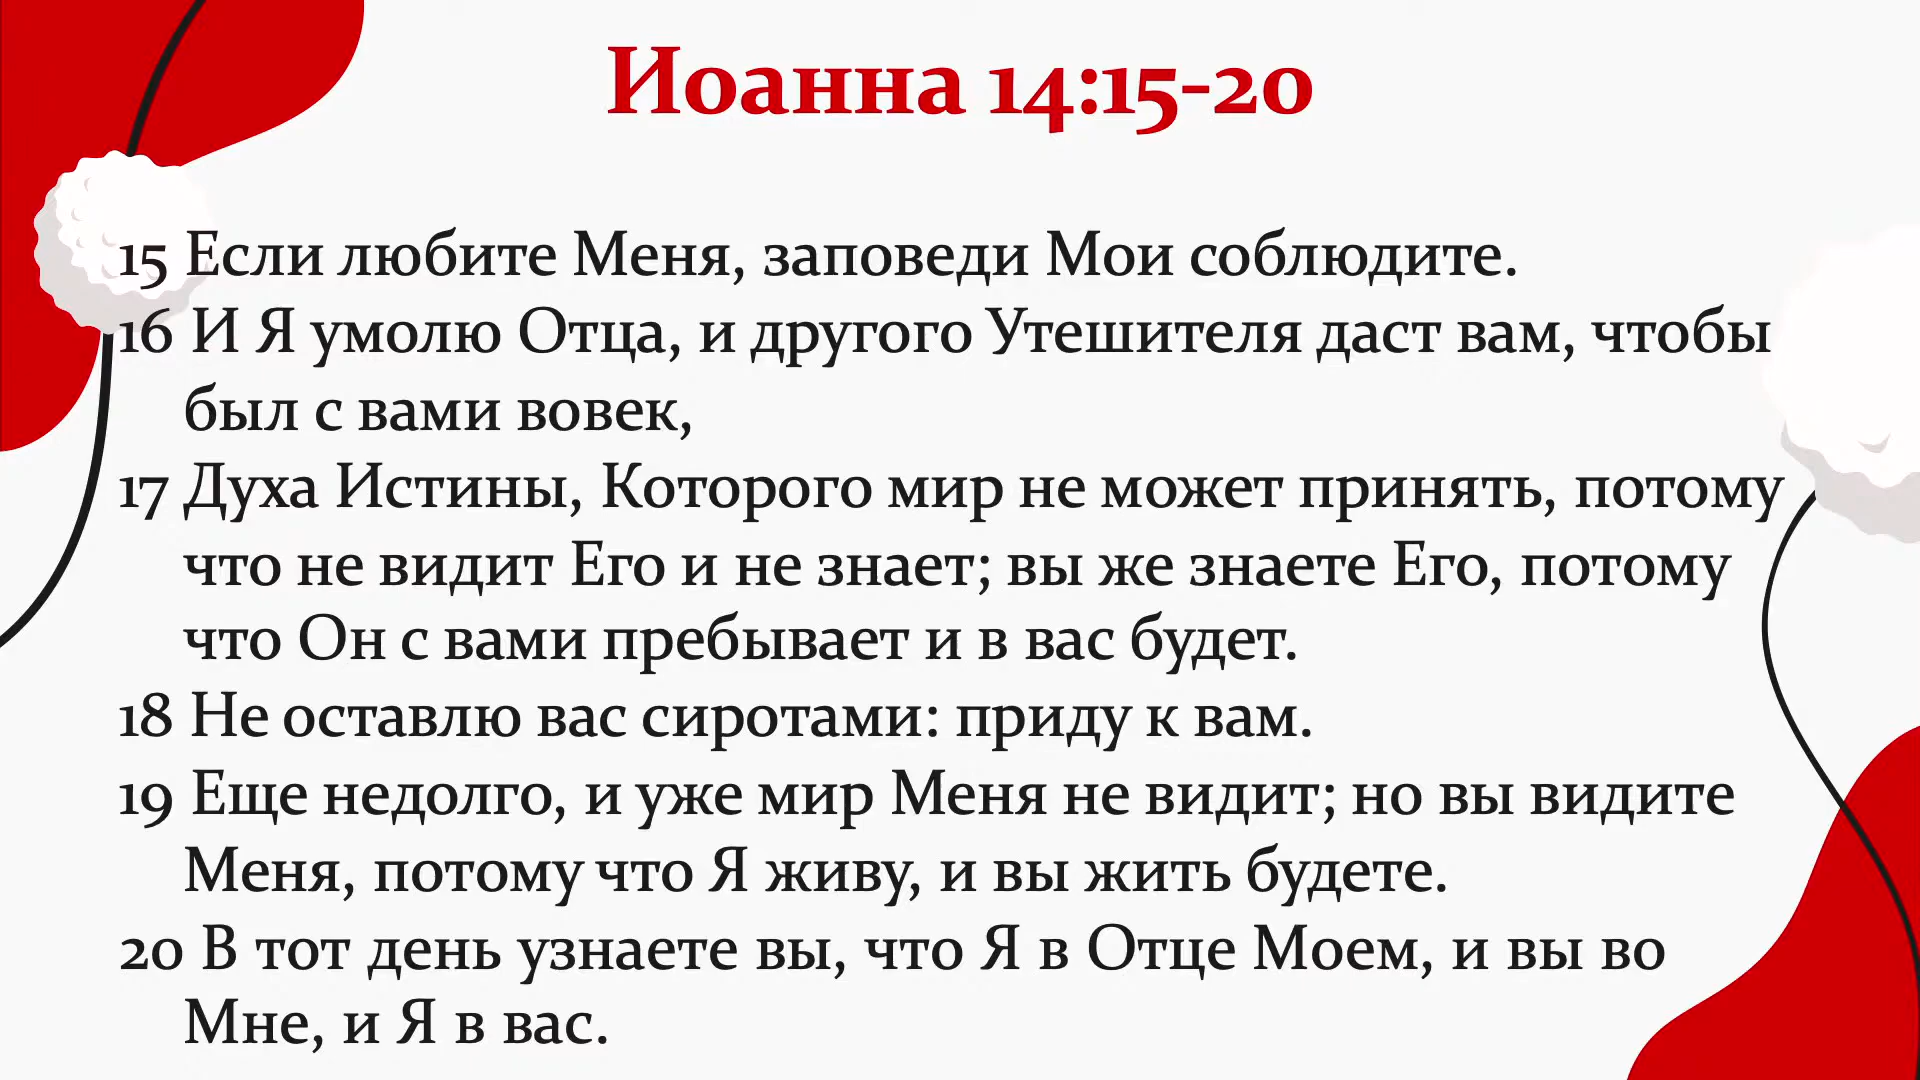 Иоанна 14:15-20
15 Если любите Меня, заповеди Мои соблюдите.
16 И Я умолю Отца, и другого Утешителя даст вам, чтобы
был с вами вовек,
17 Духа Истины, Которого мир не может принять, потому
что не видит Его и не знает; вы же знаете Его, потому
что Он с вами пребывает и в вас будет.
18 Не оставлю вас сиротами: приду к вам.
19 Еще недолго, и уже мир Меня не видит; но вы видите
Меня, потому что Я живу, и вы жить будете.
20 В тот день узнаете вы, что Я в Отце Моем, и вы во
Мне, и Я в вас.